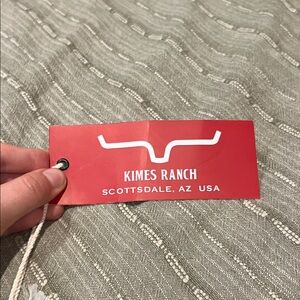 KIMES RANCH
SCOTTSDALE, AZ USA